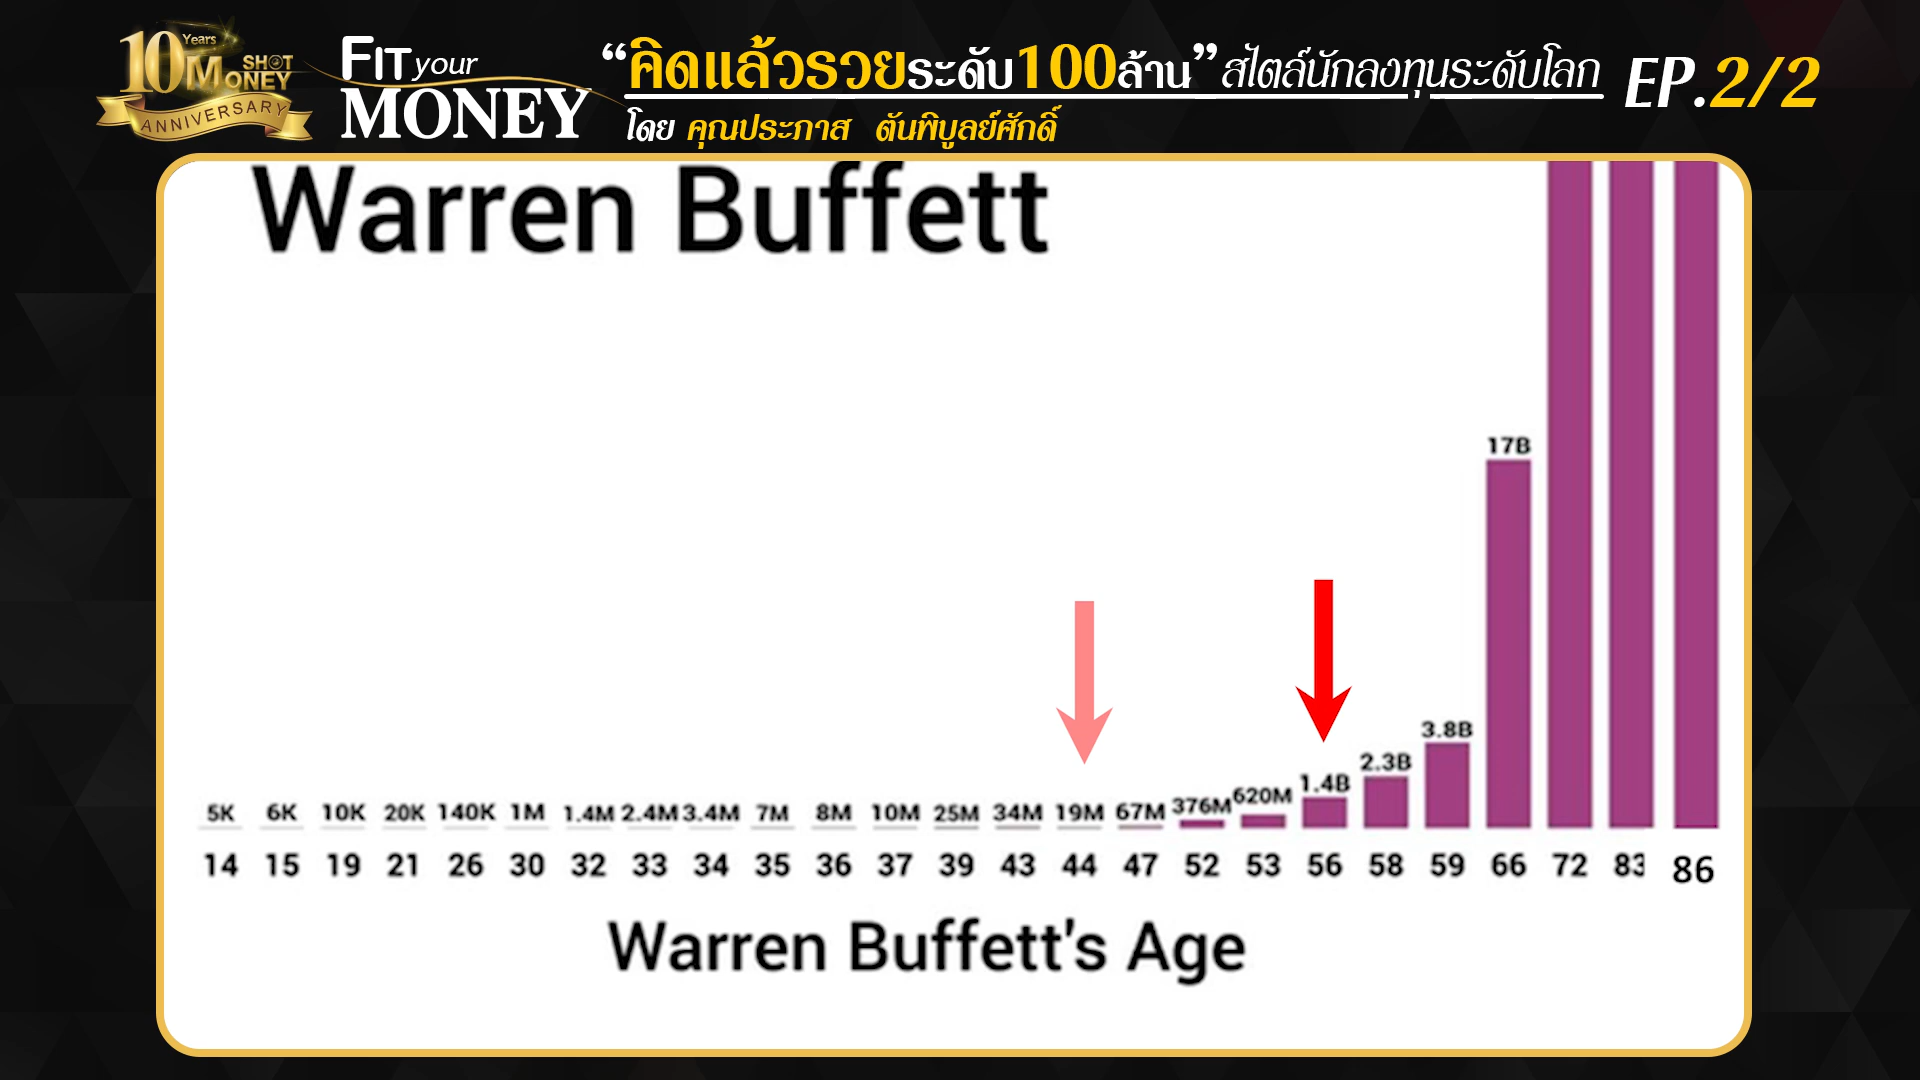 10 Years
SHOT
MONEY
ANNIVERSARY
FIT your
MONEY
“คิดแล้วรวยระดับ100ล้าน” สไตล์นักลงทุนระดับโลก EP.2/2
โดย คุณประภาส ตันพิบูลย์ศักดิ์
Warren Buffett
17B
3.8B
2.3B
1.4B
5K 6K 10K 20K 140K 1M 1.4M 2.4M 3.4M 7M 8M 10M 25M 34M 19M 67M 376M 620M
14 15 19 21 26 30 32 33 34 35 36 37 39 43 44 47 52 53 56 58 59 66 72 83 86
Warren Buffett's Age